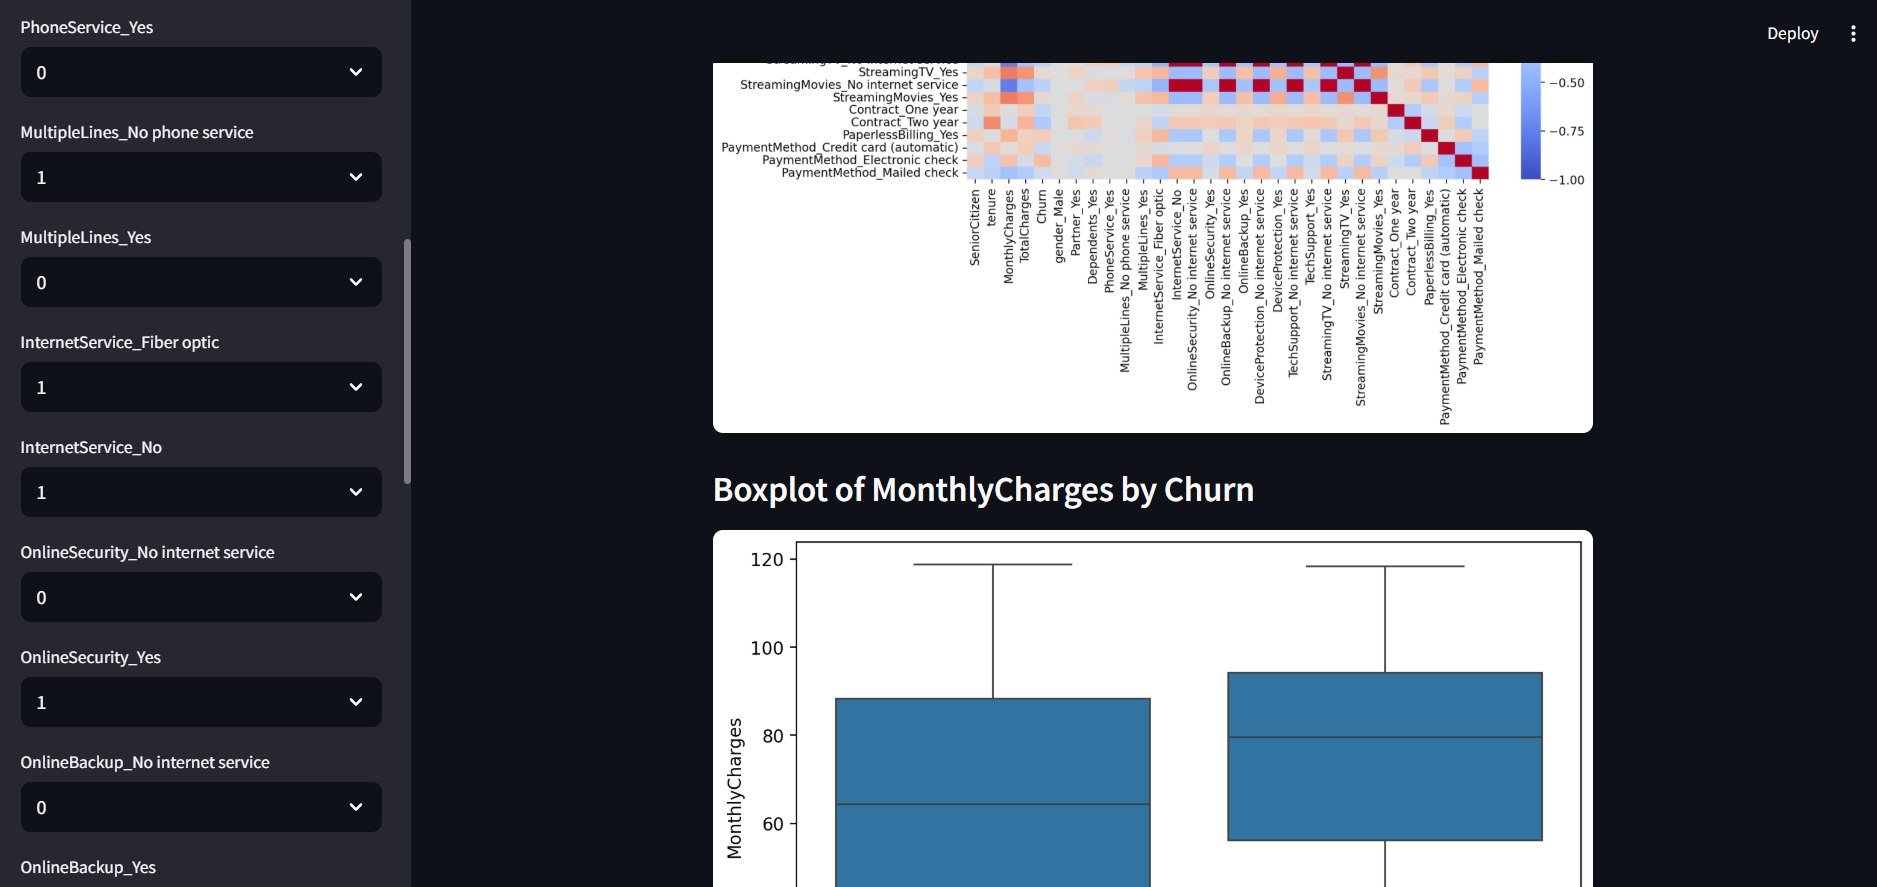 PhoneService_Yes
0
MultipleLines_No phone service
1
MultipleLines_Yes
0
InternetService_Fiber optic
1
InternetService_No
1
OnlineSecurity_No internet service
0
OnlineSecurity_Yes
1
OnlineBackup_No internet service
0
OnlineBackup_Yes
Deploy
StreamingTV_Yes
StreamingMovies_No internet service
StreamingMovies_Yes
Contract_One year
Contract_Two year
PaperlessBilling_Yes
PaymentMethod_Credit card (automatic)
PaymentMethod_Electronic check
PaymentMethod_Mailed check
SeniorCitizen
tenure
MonthlyCharges
TotalCharges
Churn
gender_Male
Partner_Yes
Dependents_Yes
PhoneService_Yes
MultipleLines_No phone service
MultipleLines_Yes
InternetService_Fiber optic
InternetService_No
OnlineSecurity_No internet service
OnlineSecurity_Yes
OnlineBackup_No internet service
OnlineBackup_Yes
DeviceProtection_No internet service
DeviceProtection_Yes
TechSupport_No internet service
TechSupport_Yes
StreamingTV_No internet service
StreamingTV_Yes
StreamingMovies_No internet service
StreamingMovies_Yes
Contract_One year
Contract_Two year
PaperlessBilling_Yes
PaymentMethod_Credit card (automatic)
PaymentMethod_Electronic check
PaymentMethod_Mailed check
−0.50
−0.75
−1.00
Boxplot of MonthlyCharges by Churn
120
100
80
60
MonthlyCharges